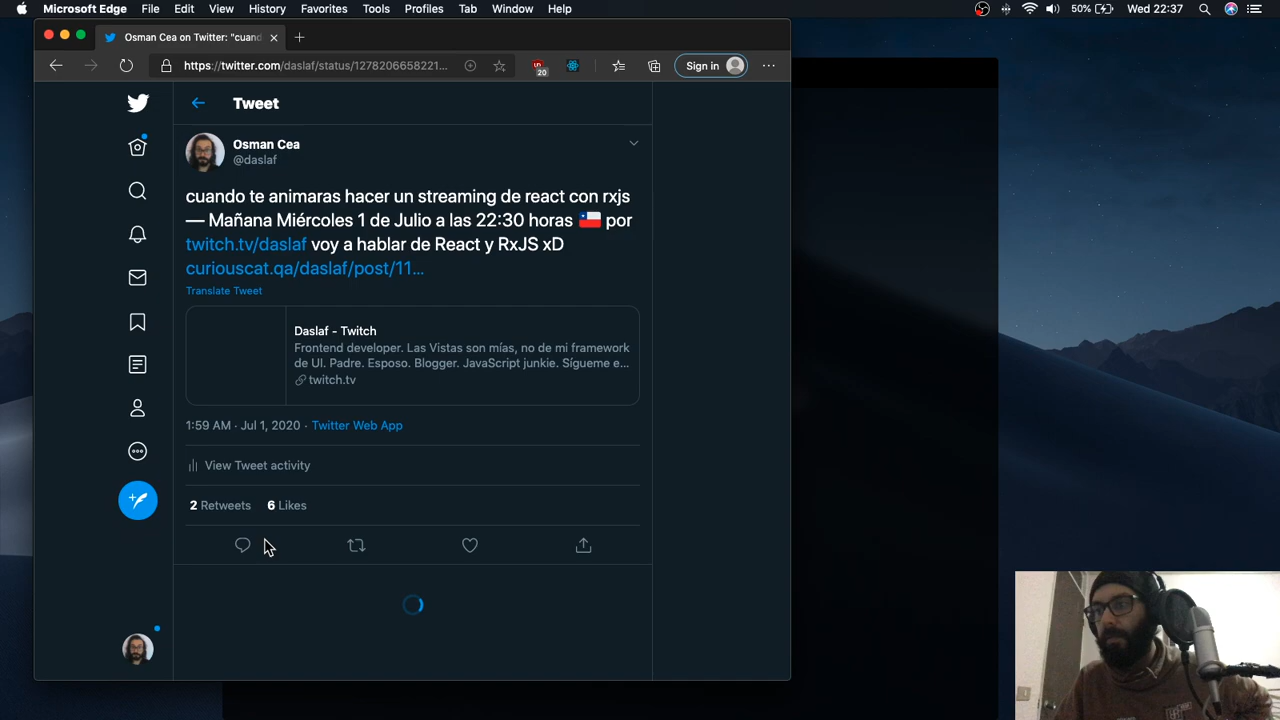 Microsoft Edge File Edit View History Favorites Tools Profiles Tab Window Help 50% Wed 22:37
Osman Cea on Twitter: "cuand
https://twitter.com/daslaf/status/1278206658221... 20 Sign in
Tweet
Osman Cea
@daslaf
cuando te animaras hacer un streaming de react con rxjs
— Mañana Miércoles 1 de Julio a las 22:30 horas 🇨🇱 por
twitch.tv/daslaf voy a hablar de React y RxJS xD
curiouscat.qa/daslaf/post/11...
Translate Tweet
Daslaf - Twitch
Frontend developer. Las Vistas son mías, no de mi framework
de UI. Padre. Esposo. Blogger. JavaScript junkie. Sígueme e...
twitch.tv
1:59 AM · Jul 1, 2020 · Twitter Web App
View Tweet activity
2 Retweets 6 Likes